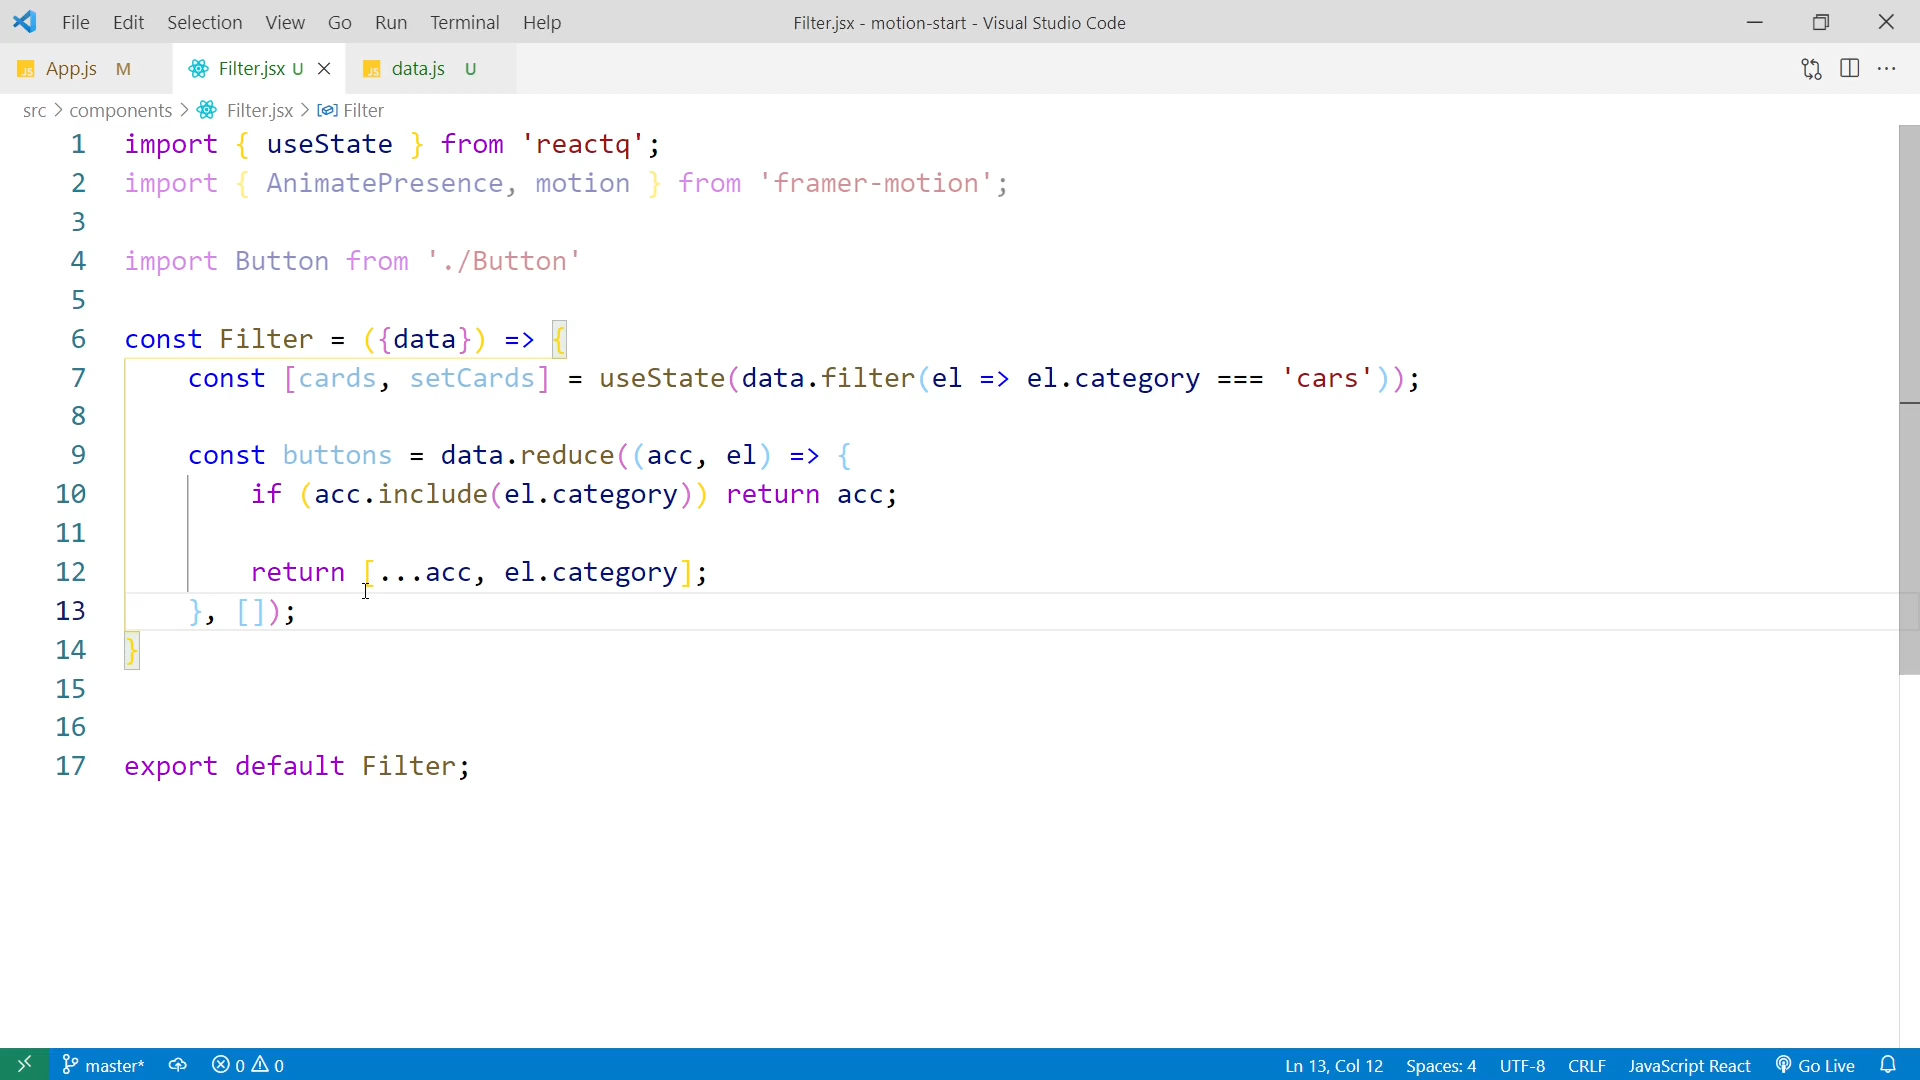 File Edit Selection View Go Run Terminal Help Filter.jsx - motion-start - Visual Studio Code
JS App.js M Filter.jsx U JS data.js U
src > components > Filter.jsx > Filter
1 import { useState } from 'reactq';
2 import { AnimatePresence, motion } from 'framer-motion';
3
4 import Button from './Button'
5
6 const Filter = ({data}) => {
7 const [cards, setCards] = useState(data.filter(el => el.category === 'cars'));
8
9 const buttons = data.reduce((acc, el) => {
10 if (acc.include(el.category)) return acc;
11
12 return [...acc, el.category];
13 }, []);
14 }
15
16
17 export default Filter;
master* 0 0 Ln 13, Col 12 Spaces: 4 UTF-8 CRLF JavaScript React Go Live